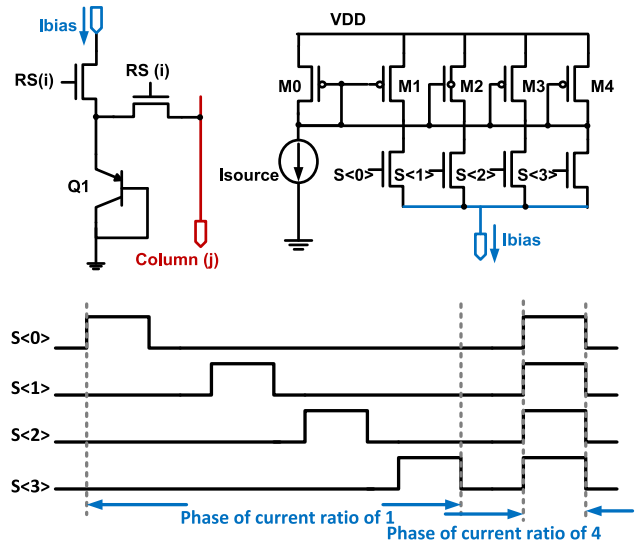 Ibias
VDD
RS(i)
RS (i)
M0
M1
M2
M3
M4
Q1
Isource
S<0>
S<1>
S<2>
S<3>
Column (j)
Ibias
S<0>
S<1>
S<2>
S<3>
Phase of current ratio of 1
Phase of current ratio of 4